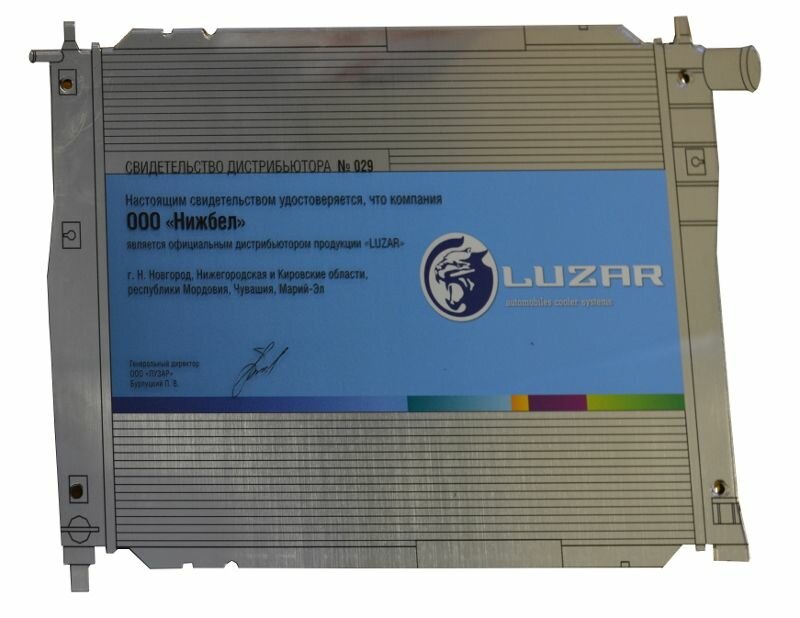 СВИДЕТЕЛЬСТВО ДИСТРИБЬЮТОРА № 029
Настоящим свидетельством удостоверяется, что компания
ООО «Нижбел»
является официальным дистрибьютором продукции «LUZAR»
г. Н. Новгород, Нижегородская и Кировские области,
республики Мордовия, Чувашия, Марий-Эл
LUZAR
automobiles cooler systems
Генеральный директор
ООО «ЛУЗАР»
Бурлуцкий П. В.